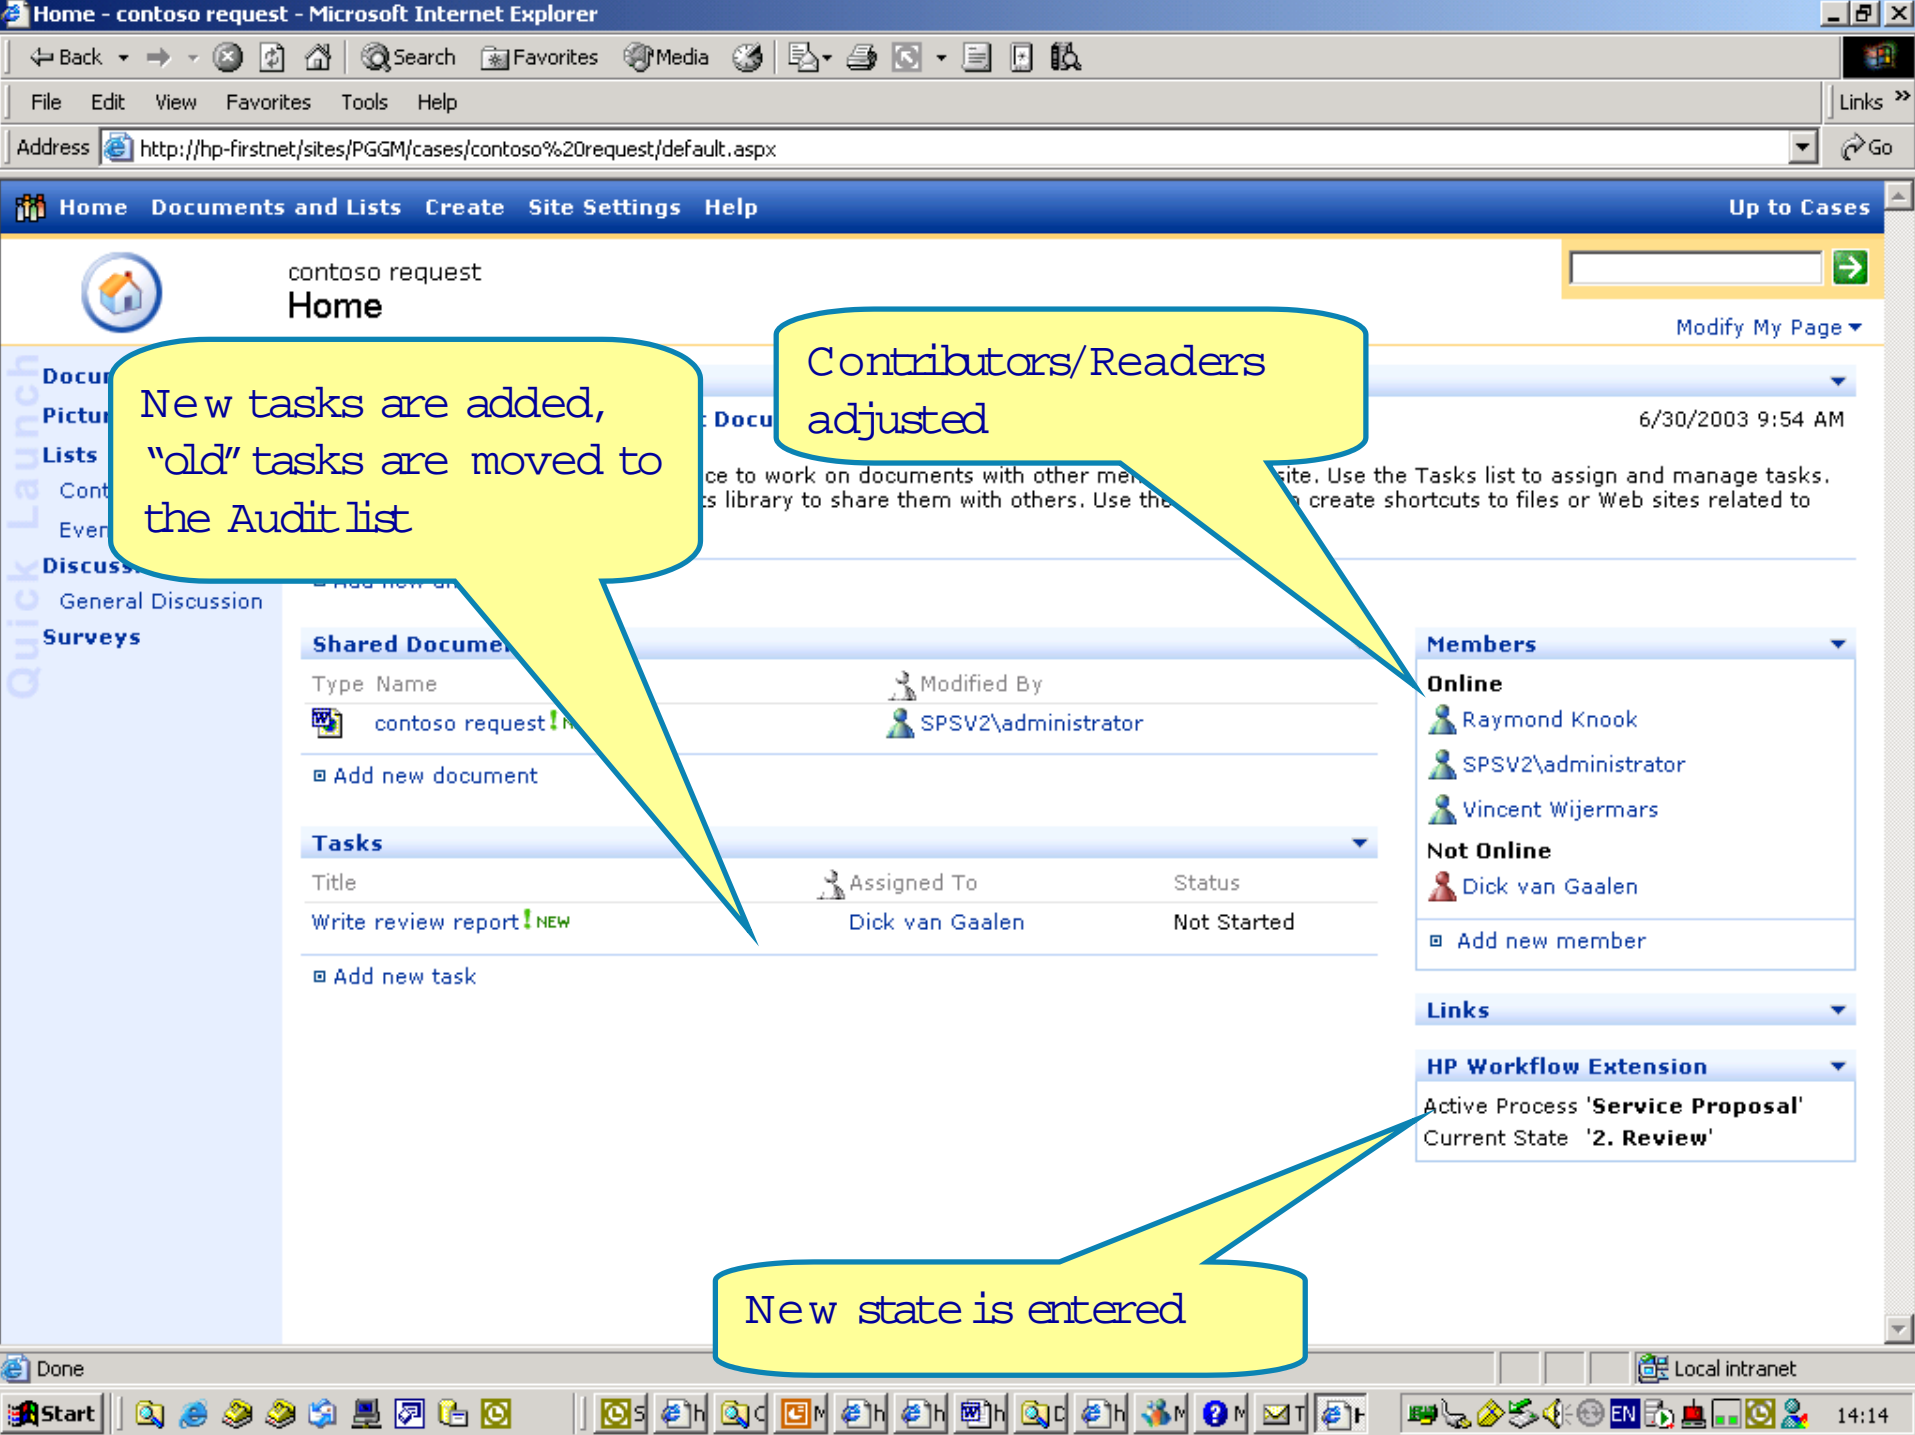 Home - contoso request - Microsoft Internet Explorer
Back Search Favorites Media
File Edit View Favorites Tools Help Links »
Address http://hp-firstnet/sites/PGGM/cases/contoso%20request/default.aspx Go
Home Documents and Lists Create Site Settings Help Up to Cases
contoso request
Home
Modify My Page
Quick Launch
Lists
General Discussion
Surveys
New tasks are added,
“old” tasks are moved to
the Audit list
Contributors/Readers
adjusted
6/30/2003 9:54 AM
to work on documents with other site. Use the Tasks list to assign and manage tasks.
library to share them with others. Use create shortcuts to files or Web sites related to
Shared
Type Name Modified By
contoso request! SPSV2\administrator
Add new document
Tasks
Title Assigned To Status
Write review report! NEW Dick van Gaalen Not Started
Add new task
Members
Online
Raymond Knook
SPSV2\administrator
Vincent Wijermars
Not Online
Dick van Gaalen
Add new member
Links
HP Workflow Extension
Active Process 'Service Proposal'
Current State '2. Review'
New state is entered
Done Local intranet
Start S h M h h h h M M T EN 14:14